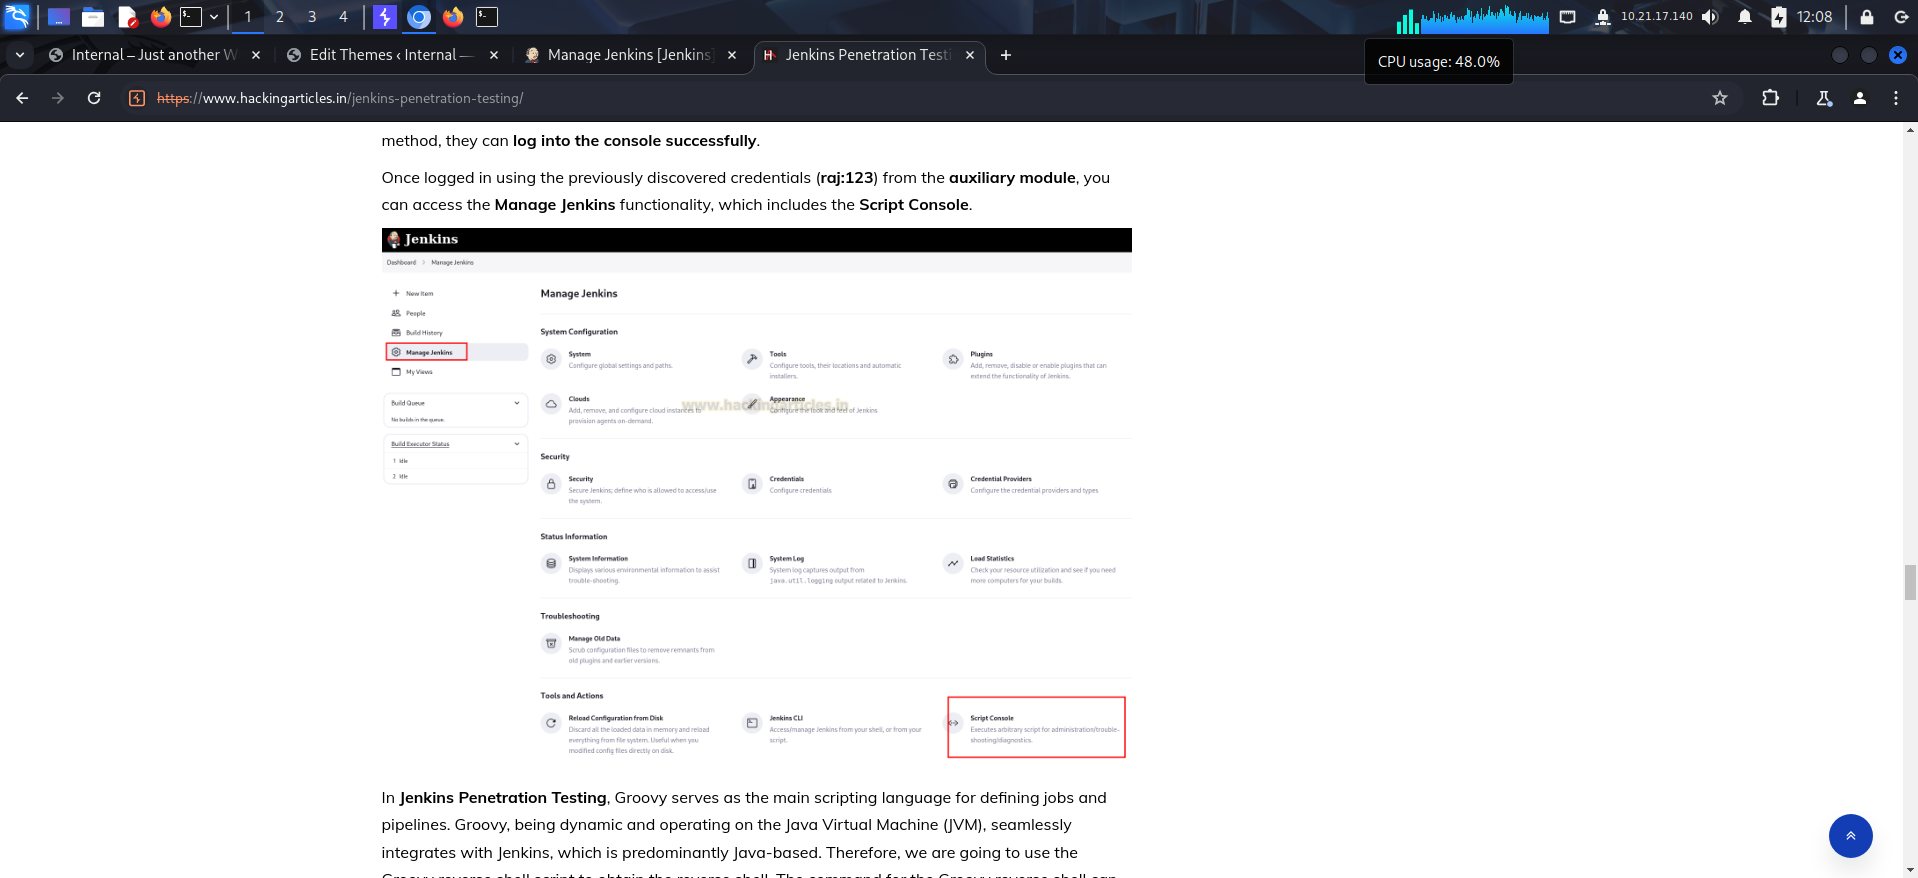 1 2 3 4
10.21.17.140
12:08
Internal – Just another W
Edit Themes ‹ Internal —
Manage Jenkins [Jenkins]
Jenkins Penetration Testi
CPU usage: 48.0%
https://www.hackingarticles.in/jenkins-penetration-testing/
method, they can log into the console successfully.
Once logged in using the previously discovered credentials (raj:123) from the auxiliary module, you
can access the Manage Jenkins functionality, which includes the Script Console.
Jenkins
Dashboard > Manage Jenkins
New Item
People
Build History
Manage Jenkins
My Views
Build Queue
No builds in the queue.
Build Executor Status
1 Idle
2 Idle
Manage Jenkins
System Configuration
System
Configure global settings and paths.
Tools
Configure tools, their locations and automatic
installers.
Plugins
Add, remove, disable or enable plugins that can
extend the functionality of Jenkins.
Clouds
Add, remove, and configure cloud instances to
provision agents on-demand.
Appearance
Configure the look and feel of Jenkins
www.hackingarticles.in
Security
Security
Secure Jenkins; define who is allowed to access/use
the system.
Credentials
Configure credentials
Credential Providers
Configure the credential providers and types
Status Information
System Information
Displays various environmental information to assist
trouble-shooting.
System Log
System log captures output from
java.util.logging output related to Jenkins.
Load Statistics
Check your resource utilization and see if you need
more computers for your builds.
Troubleshooting
Manage Old Data
Scrub configuration files to remove remnants from
old plugins and earlier versions.
Tools and Actions
Reload Configuration from Disk
Discard all the loaded data in memory and reload
everything from file system. Useful when you
modified config files directly on disk.
Jenkins CLI
Access/manage Jenkins from your shell, or from your
script.
Script Console
Executes arbitrary script for administration/trouble-
shooting/diagnostics.
In Jenkins Penetration Testing, Groovy serves as the main scripting language for defining jobs and
pipelines. Groovy, being dynamic and operating on the Java Virtual Machine (JVM), seamlessly
integrates with Jenkins, which is predominantly Java-based. Therefore, we are going to use the
Groovy reverse shell script to obtain the reverse shell. The command for the Groovy reverse shell can